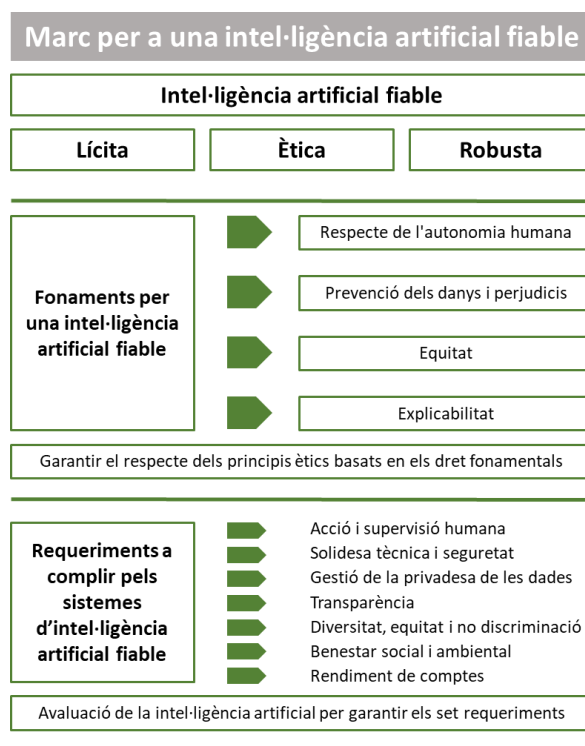 Marc per a una intel·ligència artificial fiable
Intel·ligència artificial fiable
Lícita
Ètica
Robusta
Fonaments per
una intel·ligència
artificial fiable
Respecte de l'autonomia humana
Prevenció dels danys i perjudicis
Equitat
Explicabilitat
Garantir el respecte dels principis ètics basats en els dret fonamentals
Requeriments a
complir pels
sistemes
d’intel·ligència
artificial fiable
Acció i supervisió humana
Solidesa tècnica i seguretat
Gestió de la privadesa de les dades
Transparència
Diversitat, equitat i no discriminació
Benestar social i ambiental
Rendiment de comptes
Avaluació de la intel·ligència artificial per garantir els set requeriments